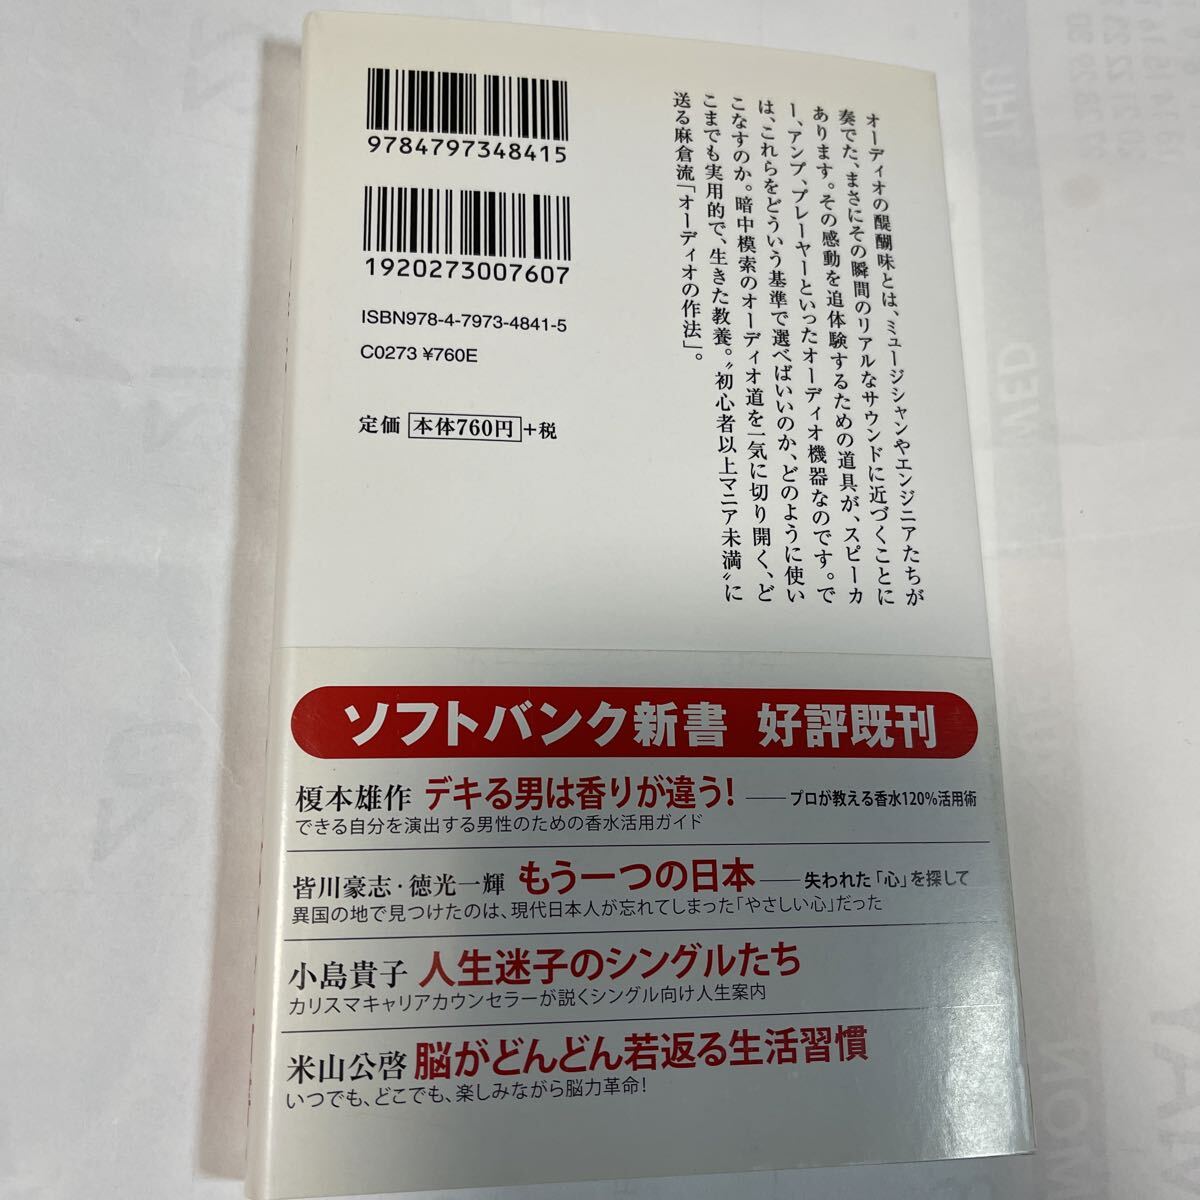 9784797348415
1920273007607
ISBN978-4-7973-4841-5
C0273 ¥760E
定価 本体760円 +税
オーディオの醍醐味とは、ミュージシャンやエンジニアたちが
奏でた、まさにその瞬間のリアルなサウンドに近づくことに
あります。その感動を追体験するための道具が、スピーカ
ー、アンプ、プレーヤーといったオーディオ機器なのです。で
は、これらをどういう基準で選べばいいのか、どのように使い
こなすのか。暗中模索のオーディオ道を一気に切り開く、ど
こまでも実用的で、生きた教養。〝初心者以上マニア未満〟に
送る麻倉流「オーディオの作法」。
ソフトバンク新書 好評既刊
榎本雄作 デキる男は香りが違う! ── プロが教える香水120%活用術
できる自分を演出する男性のための香水活用ガイド
皆川豪志・徳光一輝 もう一つの日本 ── 失われた「心」を探して
異国の地で見つけたのは、現代日本人が忘れてしまった「やさしい心」だった
小島貴子 人生迷子のシングルたち
カリスマキャリアカウンセラーが説くシングル向け人生案内
米山公啓 脳がどんどん若返る生活習慣
いつでも、どこでも、楽しみながら脳力革命!
THU
WED